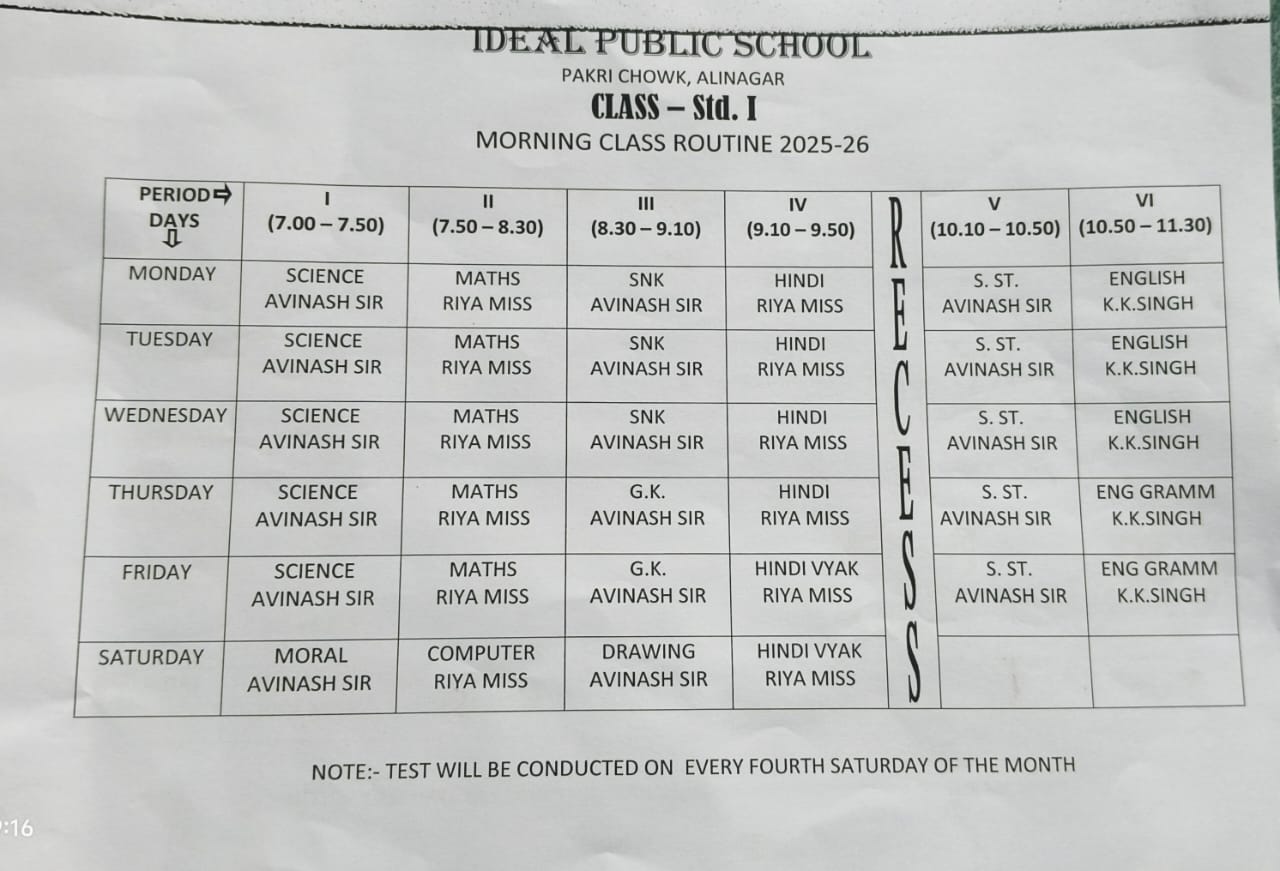 IDEAL PUBLIC SCHOOL
PAKRI CHOWK, ALINAGAR
CLASS – Std. I
MORNING CLASS ROUTINE 2025-26
PERIOD⇨ I II III IV V VI
DAYS (7.00 – 7.50) (7.50 – 8.30) (8.30 – 9.10) (9.10 – 9.50) (10.10 – 10.50) (10.50 – 11.30)
⇩
RECESS
MONDAY SCIENCE MATHS SNK HINDI S. ST. ENGLISH
AVINASH SIR RIYA MISS AVINASH SIR RIYA MISS AVINASH SIR K.K.SINGH
TUESDAY SCIENCE MATHS SNK HINDI S. ST. ENGLISH
AVINASH SIR RIYA MISS AVINASH SIR RIYA MISS AVINASH SIR K.K.SINGH
WEDNESDAY SCIENCE MATHS SNK HINDI S. ST. ENGLISH
AVINASH SIR RIYA MISS AVINASH SIR RIYA MISS AVINASH SIR K.K.SINGH
THURSDAY SCIENCE MATHS G.K. HINDI S. ST. ENG GRAMM
AVINASH SIR RIYA MISS AVINASH SIR RIYA MISS AVINASH SIR K.K.SINGH
FRIDAY SCIENCE MATHS G.K. HINDI VYAK S. ST. ENG GRAMM
AVINASH SIR RIYA MISS AVINASH SIR RIYA MISS AVINASH SIR K.K.SINGH
SATURDAY MORAL COMPUTER DRAWING HINDI VYAK
AVINASH SIR RIYA MISS AVINASH SIR RIYA MISS
NOTE:- TEST WILL BE CONDUCTED ON EVERY FOURTH SATURDAY OF THE MONTH
:16